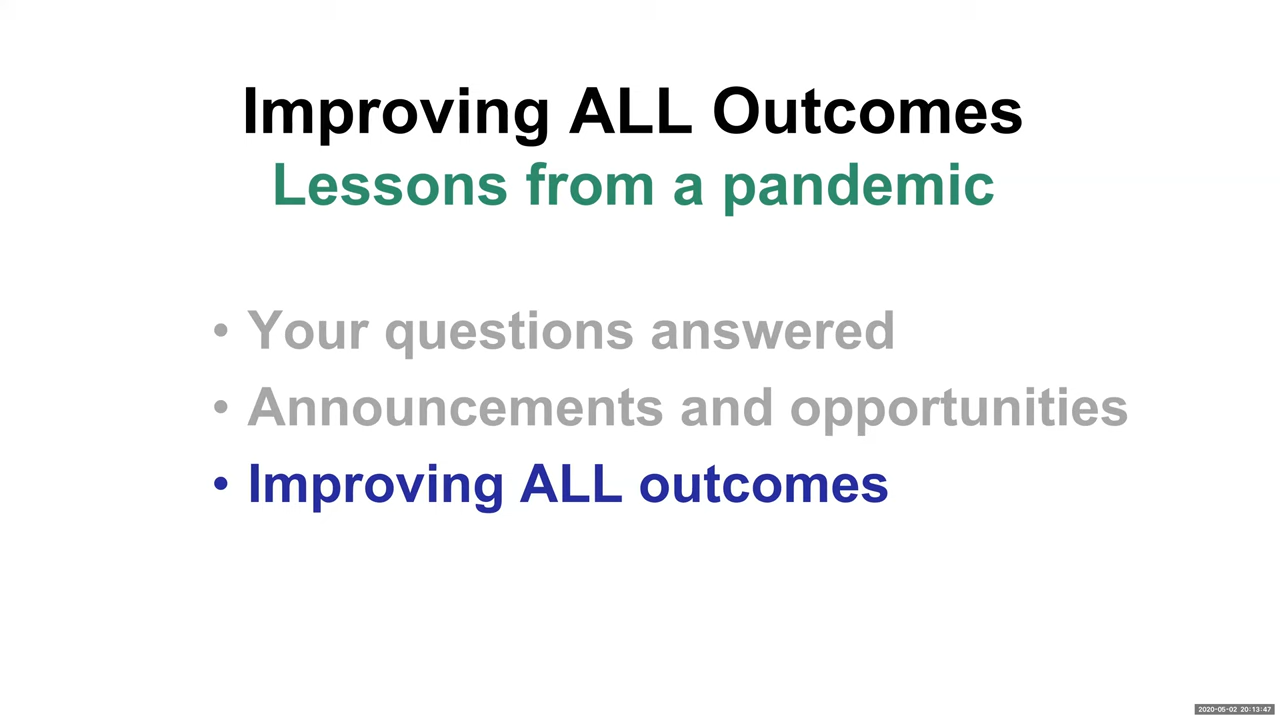 Improving ALL Outcomes
Lessons from a pandemic
• Your questions answered
• Announcements and opportunities
• Improving ALL outcomes
2020-05-02 20:13:47